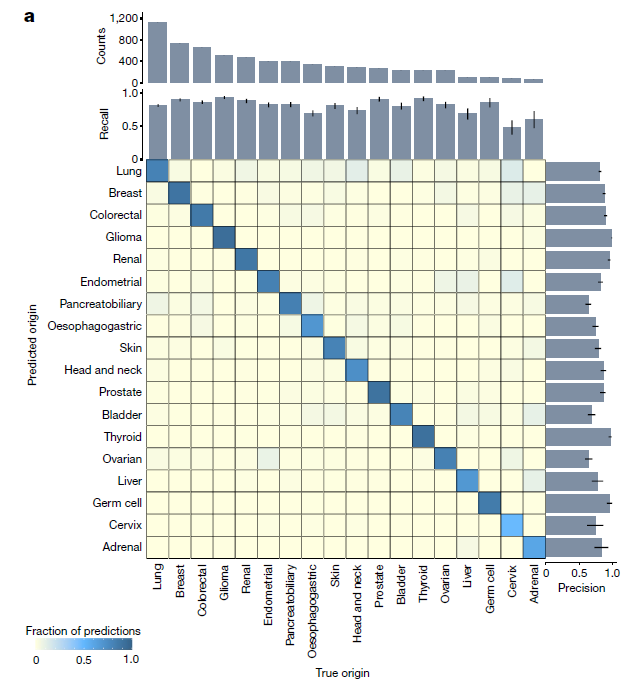 a
Counts
1,200
800
400
0
Recall
1.0
0.5
0
Predicted origin
Lung
Breast
Colorectal
Glioma
Renal
Endometrial
Pancreatobiliary
Oesophagogastric
Skin
Head and neck
Prostate
Bladder
Thyroid
Ovarian
Liver
Germ cell
Cervix
Adrenal
Lung
Breast
Colorectal
Glioma
Renal
Endometrial
Pancreatobiliary
Oesophagogastric
Skin
Head and neck
Prostate
Bladder
Thyroid
Ovarian
Liver
Germ cell
Cervix
Adrenal
0 0.5 1.0
Precision
Fraction of predictions
0 0.5 1.0
True origin